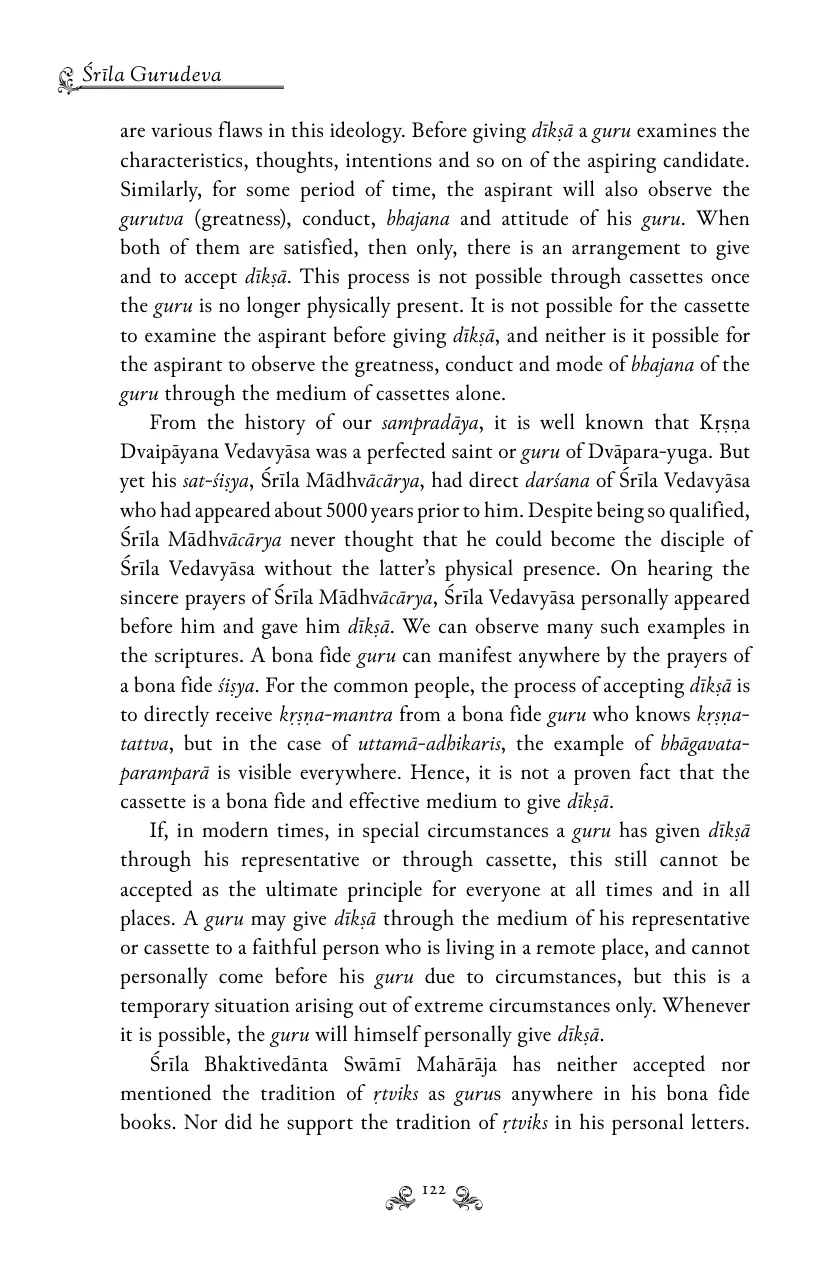 Śrīla Gurudeva
are various flaws in this ideology. Before giving dīkṣā a guru examines the
characteristics, thoughts, intentions and so on of the aspiring candidate.
Similarly, for some period of time, the aspirant will also observe the
gurutva (greatness), conduct, bhajana and attitude of his guru. When
both of them are satisfied, then only, there is an arrangement to give
and to accept dīkṣā. This process is not possible through cassettes once
the guru is no longer physically present. It is not possible for the cassette
to examine the aspirant before giving dīkṣā, and neither is it possible for
the aspirant to observe the greatness, conduct and mode of bhajana of the
guru through the medium of cassettes alone.
From the history of our sampradāya, it is well known that Kṛṣṇa
Dvaipāyana Vedavyāsa was a perfected saint or guru of Dvāpara-yuga. But
yet his sat-śiṣya, Śrīla Mādhvācārya, had direct darśana of Śrīla Vedavyāsa
who had appeared about 5000 years prior to him. Despite being so qualified,
Śrīla Mādhvācārya never thought that he could become the disciple of
Śrīla Vedavyāsa without the latter's physical presence. On hearing the
sincere prayers of Śrīla Mādhvācārya, Śrīla Vedavyāsa personally appeared
before him and gave him dīkṣā. We can observe many such examples in
the scriptures. A bona fide guru can manifest anywhere by the prayers of
a bona fide śiṣya. For the common people, the process of accepting dīkṣā is
to directly receive kṛṣṇa-mantra from a bona fide guru who knows kṛṣṇa-
tattva, but in the case of uttamā-adhikaris, the example of bhāgavata-
paramparā is visible everywhere. Hence, it is not a proven fact that the
cassette is a bona fide and effective medium to give dīkṣā.
If, in modern times, in special circumstances a guru has given dīkṣā
through his representative or through cassette, this still cannot be
accepted as the ultimate principle for everyone at all times and in all
places. A guru may give dīkṣā through the medium of his representative
or cassette to a faithful person who is living in a remote place, and cannot
personally come before his guru due to circumstances, but this is a
temporary situation arising out of extreme circumstances only. Whenever
it is possible, the guru will himself personally give dīkṣā.
Śrīla Bhaktivedānta Swāmī Mahārāja has neither accepted nor
mentioned the tradition of ṛtviks as gurus anywhere in his bona fide
books. Nor did he support the tradition of ṛtviks in his personal letters.
122